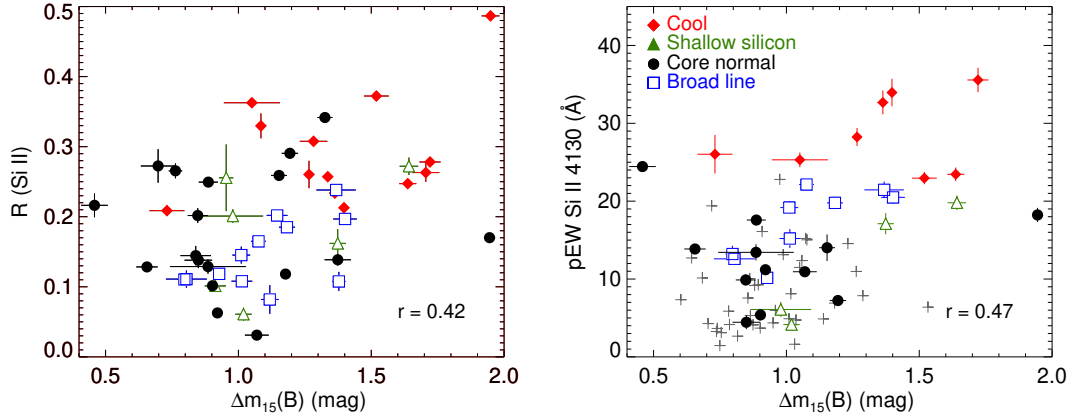 R (Si II)
0.5
0.4
0.3
0.2
0.1
0.0
r = 0.42
0.5 1.0 1.5 2.0
Δm15(B) (mag)
pEW Si II 4130 (Å)
40
30
20
10
0
Cool
Shallow silicon
Core normal
Broad line
r = 0.47
0.5 1.0 1.5 2.0
Δm15(B) (mag)